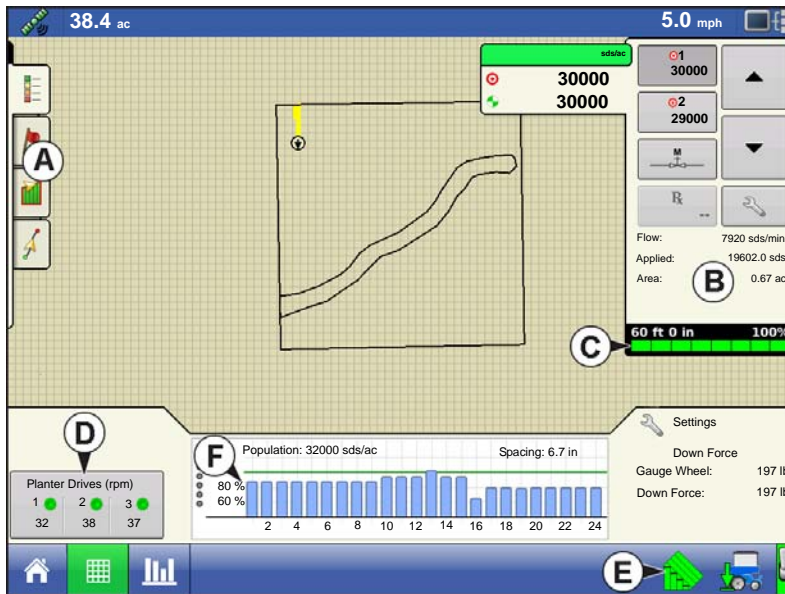 38.4 ac
5.0 mph
sds/ac
30000
30000
1
30000
2
29000
M
Rx
--
Flow: 7920 sds/min
Applied: 19602.0 sds
Area: 0.67 ac
A
B
60 ft 0 in 100%
C
D
F
Population: 32000 sds/ac Spacing: 6.7 in
80 %
60 %
2 4 6 8 10 12 14 16 18 20 22 24
Planter Drives (rpm)
1 2 3
32 38 37
Settings
Down Force
Gauge Wheel: 197 lb
Down Force: 197 lb
E